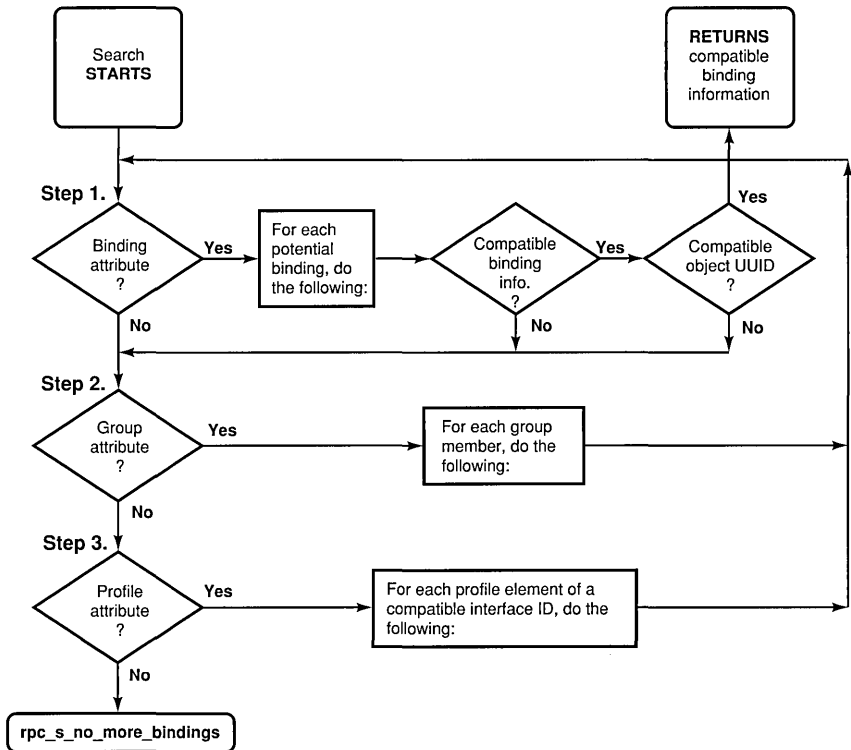 Search
STARTS
RETURNS
compatible
binding
information
Step 1.
Binding
attribute
?
Yes
For each
potential
binding, do
the following:
Compatible
binding
info.
?
Yes
Compatible
object UUID
?
Yes
No
No
No
Step 2.
Group
attribute
?
Yes
For each group
member, do the
following:
No
Step 3.
Profile
attribute
?
Yes
For each profile element of a
compatible interface ID, do the
following:
No
rpc_s_no_more_bindings